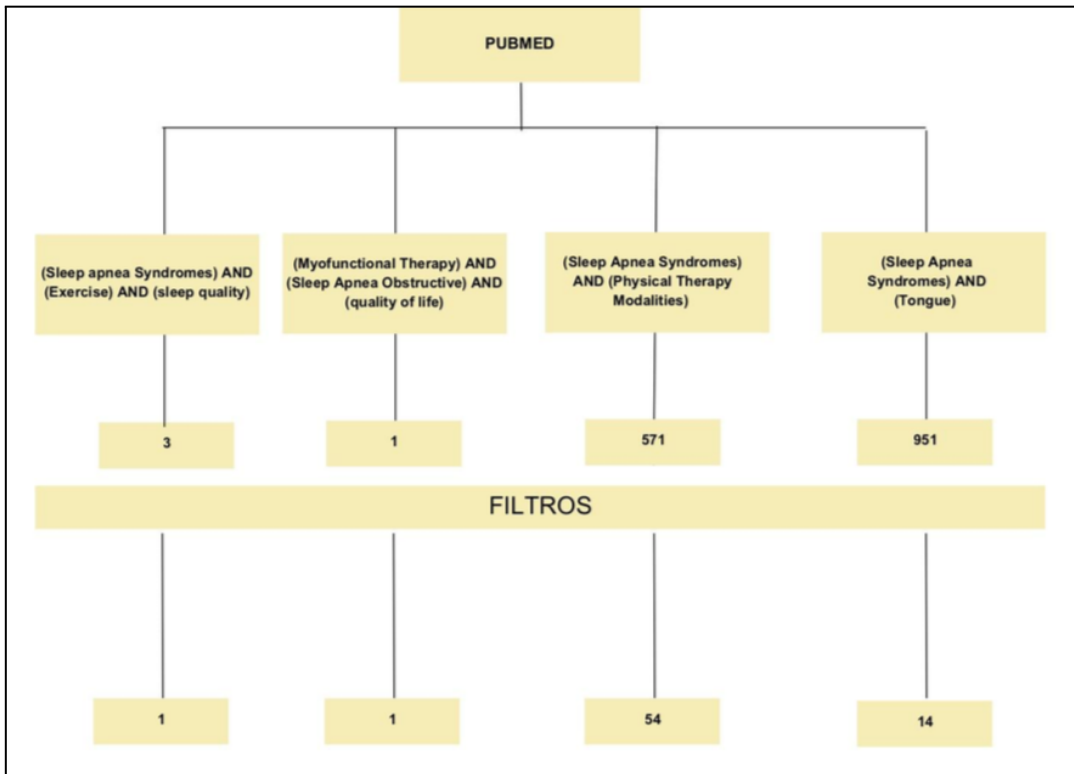 PUBMED
(Sleep apnea Syndromes) AND
(Exercise) AND (sleep quality)
(Myofunctional Therapy) AND
(Sleep Apnea Obstructive) AND
(quality of life)
(Sleep Apnea Syndromes)
AND (Physical Therapy
Modalities)
(Sleep Apnea
Syndromes) AND
(Tongue)
3
1
571
951
FILTROS
1
1
54
14